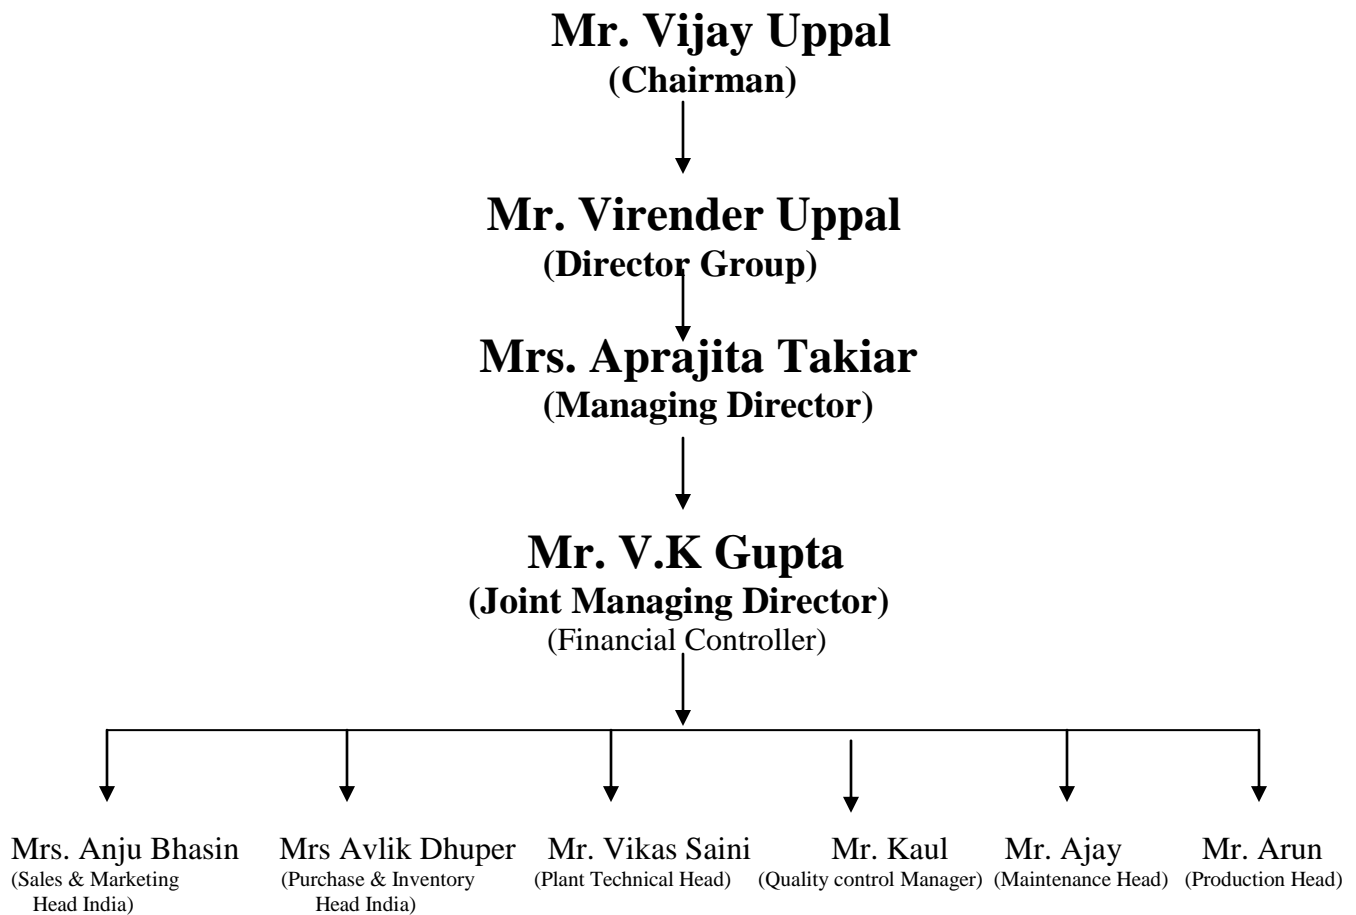 Mr. Vijay Uppal
(Chairman)
Mr. Virender Uppal
(Director Group)
Mrs. Aprajita Takiar
(Managing Director)
Mr. V.K Gupta
(Joint Managing Director)
(Financial Controller)
Mrs. Anju Bhasin Mrs Avlik Dhuper Mr. Vikas Saini Mr. Kaul Mr. Ajay Mr. Arun
(Sales & Marketing (Purchase & Inventory (Plant Technical Head) (Quality control Manager) (Maintenance Head) (Production Head)
Head India) Head India)